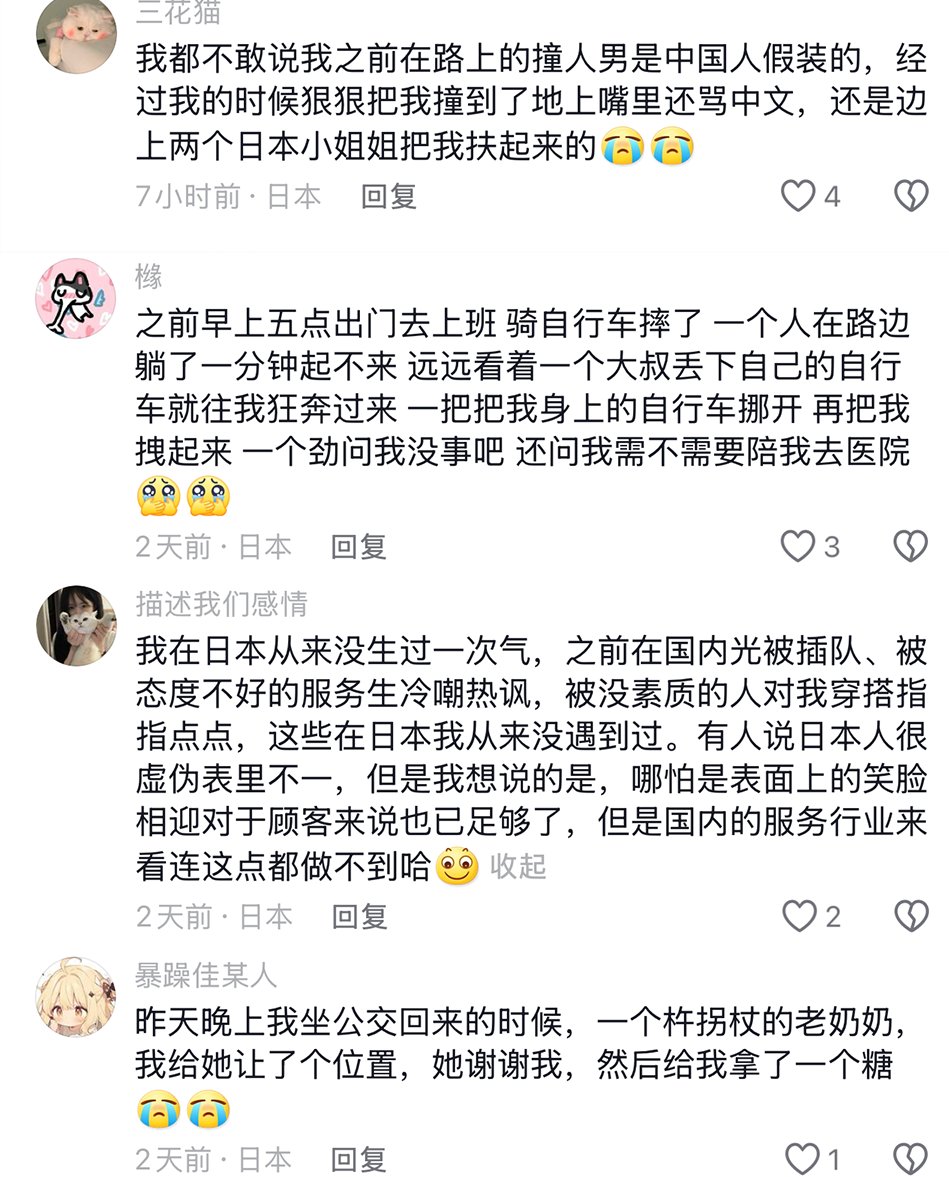 三花猫
我都不敢说我之前在路上的撞人男是中国人假装的，经
过我的时候狠狠把我撞到了地上嘴里还骂中文，还是边
上两个日本小姐姐把我扶起来的😭😭
7小时前·日本 回复 4
橼
之前早上五点出门去上班 骑自行车摔了 一个人在路边
躺了一分钟起不来 远远看着一个大叔丢下自己的自行
车就往我狂奔过来 一把把我身上的自行车挪开 再把我
拽起来 一个劲问我没事吧 还问我需不需要陪我去医院
🥹🥹
2天前·日本 回复 3
描述我们感情
我在日本从来没生过一次气，之前在国内光被插队、被
态度不好的服务生冷嘲热讽，被没素质的人对我穿搭指
指点点，这些在日本我从来没遇到过。有人说日本人很
虚伪表里不一，但是我想说的是，哪怕是表面上的笑脸
相迎对于顾客来说也已足够了，但是国内的服务行业来
看连这点都做不到哈 收起
2天前·日本 回复 2
暴躁佳某人
昨天晚上我坐公交回来的时候，一个杵拐杖的老奶奶，
我给她让了个位置，她谢谢我，然后给我拿了一个糖
😭😭
2天前·日本 回复 1